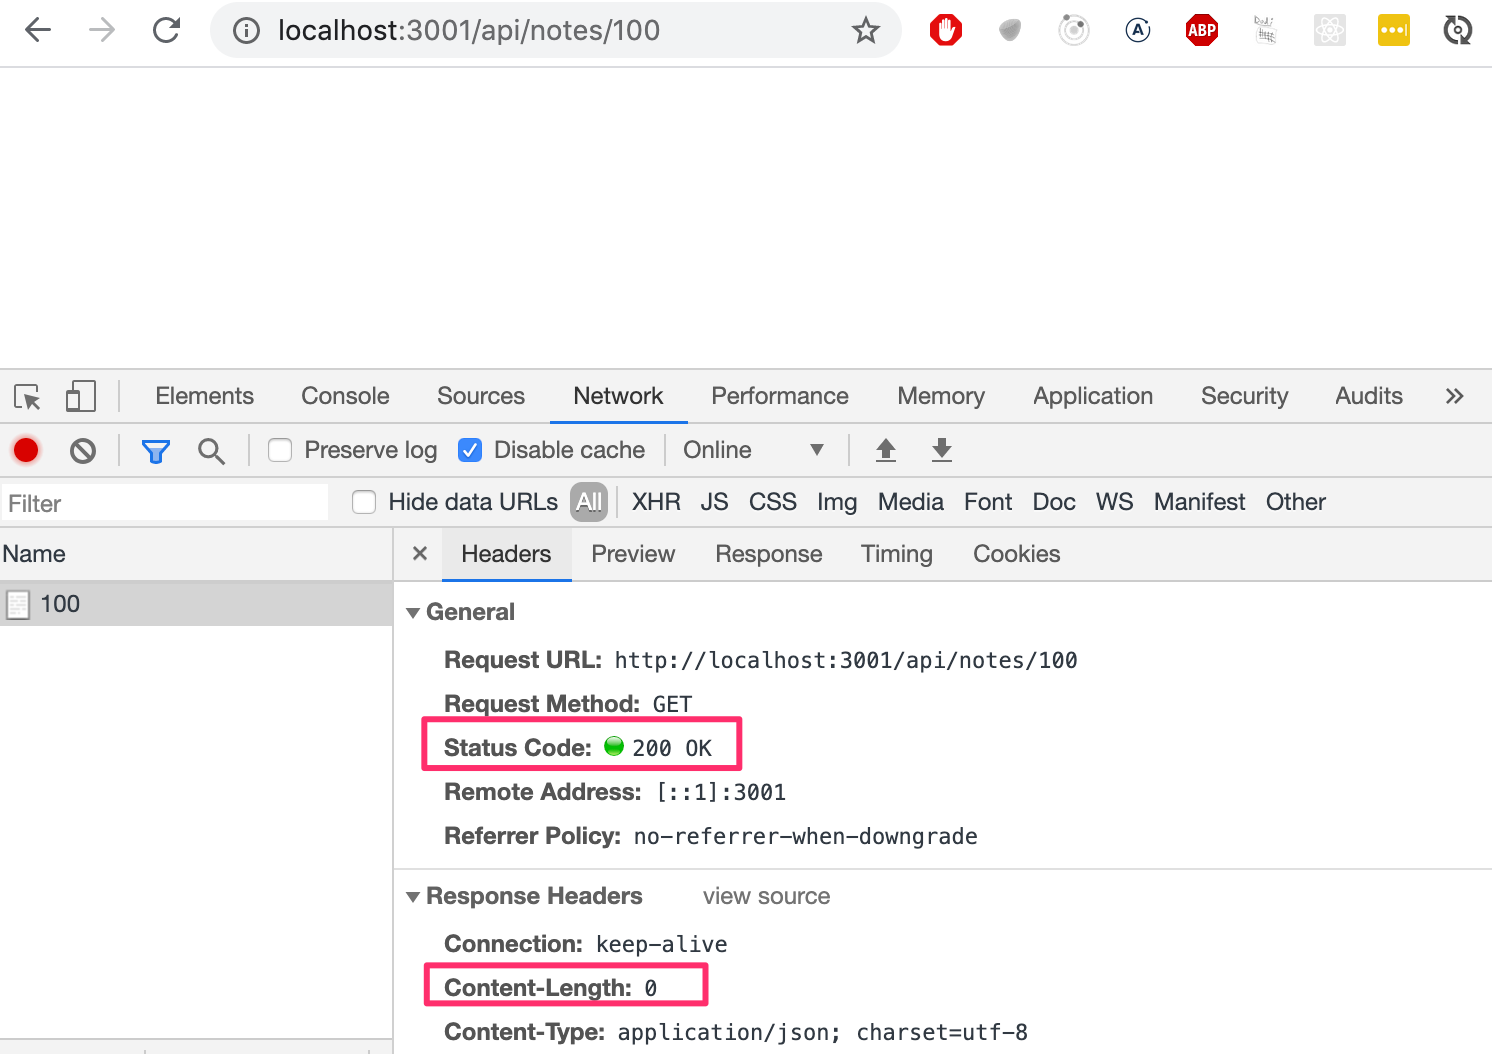 localhost:3001/api/notes/100
A
ABP
Elements Console Sources Network Performance Memory Application Security Audits »
Preserve log Disable cache Online
Filter Hide data URLs All XHR JS CSS Img Media Font Doc WS Manifest Other
Name × Headers Preview Response Timing Cookies
100
General
Request URL: http://localhost:3001/api/notes/100
Request Method: GET
Status Code: 200 OK
Remote Address: [::1]:3001
Referrer Policy: no-referrer-when-downgrade
Response Headers view source
Connection: keep-alive
Content-Length: 0
Content-Type: application/json; charset=utf-8